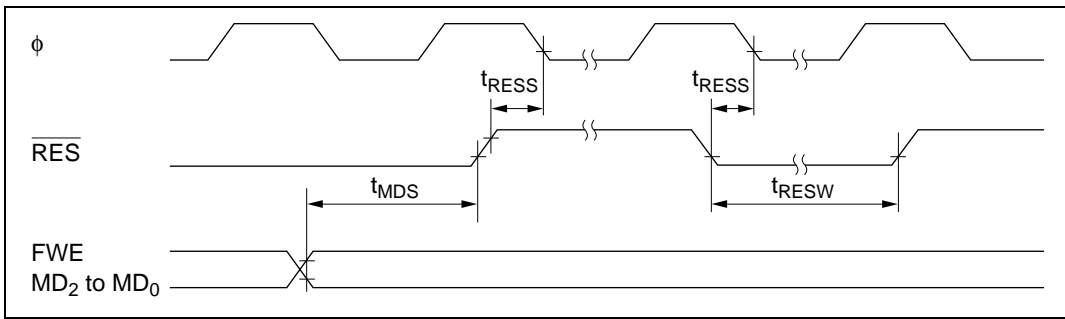 ϕ
tRESS tRESS
RES
tMDS tRESW
FWE
MD2 to MD0